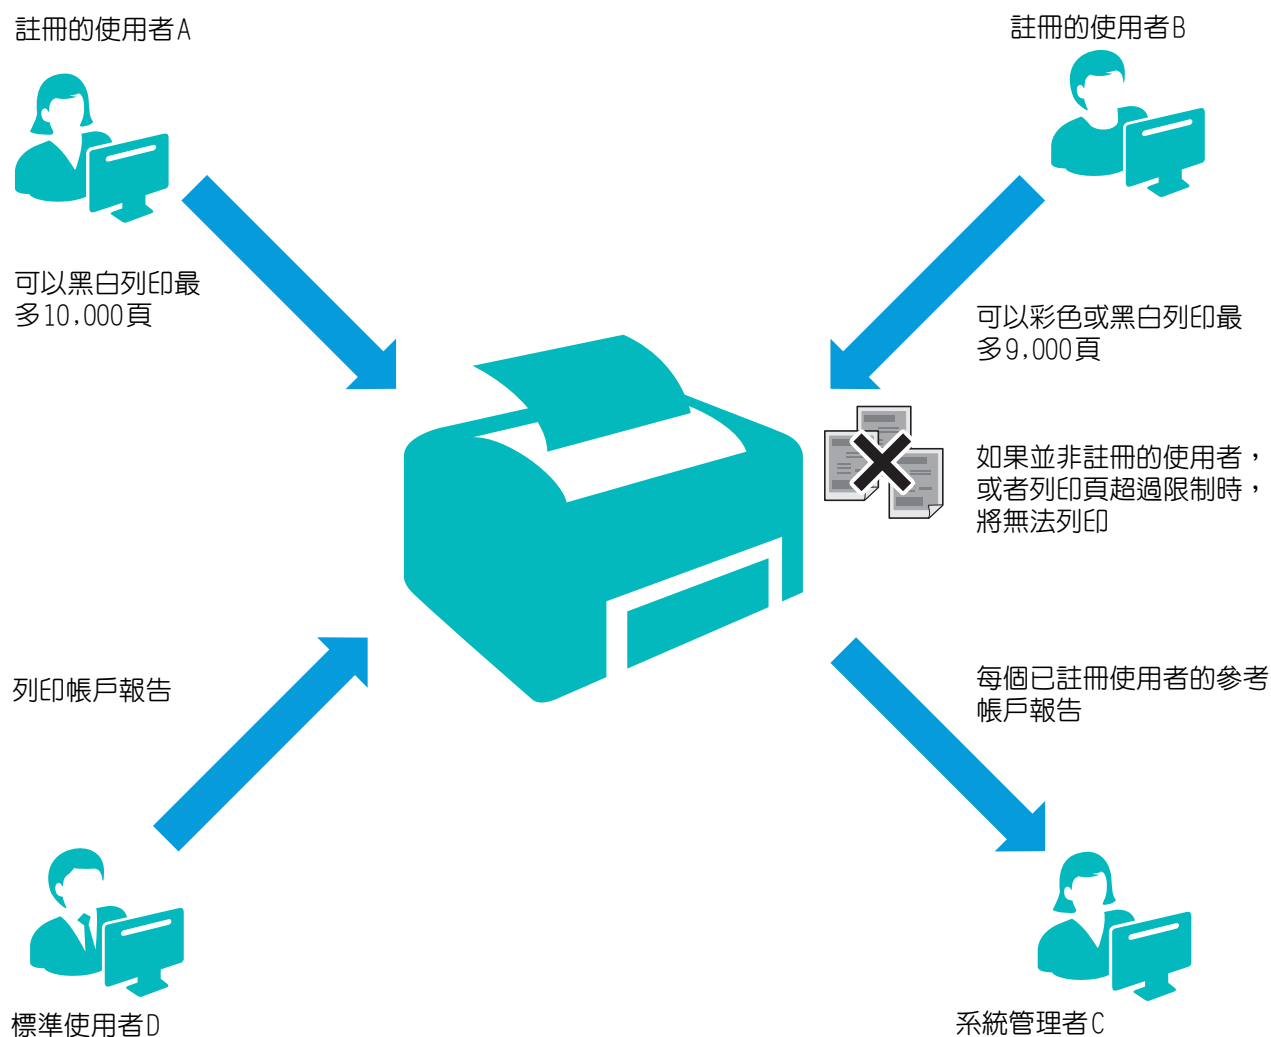 註冊的使用者A
註冊的使用者B
可以黑白列印最
多10,000頁
可以彩色或黑白列印最
多9,000頁
如果並非註冊的使用者，
或者列印頁超過限制時，
將無法列印
列印帳戶報告
每個已註冊使用者的參考
帳戶報告
標準使用者D
系統管理者C